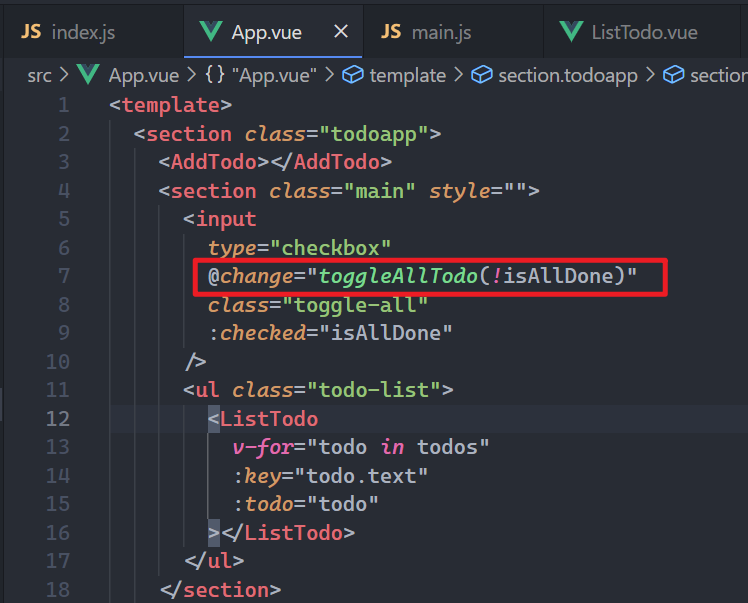 JS index.js App.vue × JS main.js ListTodo.vue
src > App.vue > {} "App.vue" > template > section.todoapp > section
1 <template>
2 <section class="todoapp">
3 <AddTodo></AddTodo>
4 <section class="main" style="">
5 <input
6 type="checkbox"
7 @change="toggleAllTodo(!isAllDone)"
8 class="toggle-all"
9 :checked="isAllDone"
10 />
11 <ul class="todo-list">
12 <ListTodo
13 v-for="todo in todos"
14 :key="todo.text"
15 :todo="todo"
16 ></ListTodo>
17 </ul>
18 </section>